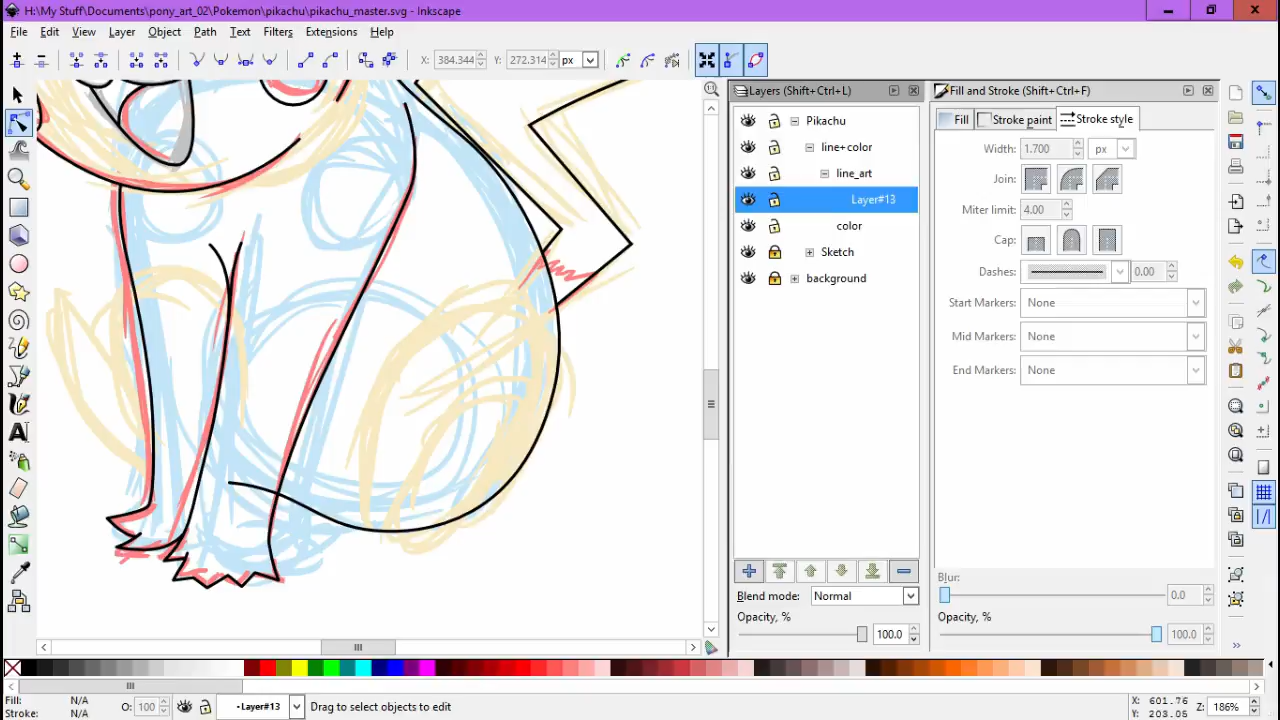 H:\My Stuff\Documents\pony_art_02\Pokemon\pikachu\pikachu_master.svg - Inkscape
File Edit View Layer Object Path Text Filters Extensions Help
X: 384.344 Y: 272.314 px
Layers (Shift+Ctrl+L)
Pikachu
line+color
line_art
Layer#13
color
Sketch
background
Blend mode: Normal
Opacity, % 100.0
Fill and Stroke (Shift+Ctrl+F)
Fill Stroke paint Stroke style
Width: 1.700 px
Join:
Miter limit: 4.00
Cap:
Dashes: 0.00
Start Markers: None
Mid Markers: None
End Markers: None
Blur: 0.0
Opacity, % 100.0
Fill: N/A
Stroke: N/A
O: 100
Layer#13
Drag to select objects to edit
X: 601.76
Y: 203.05
Z: 186%